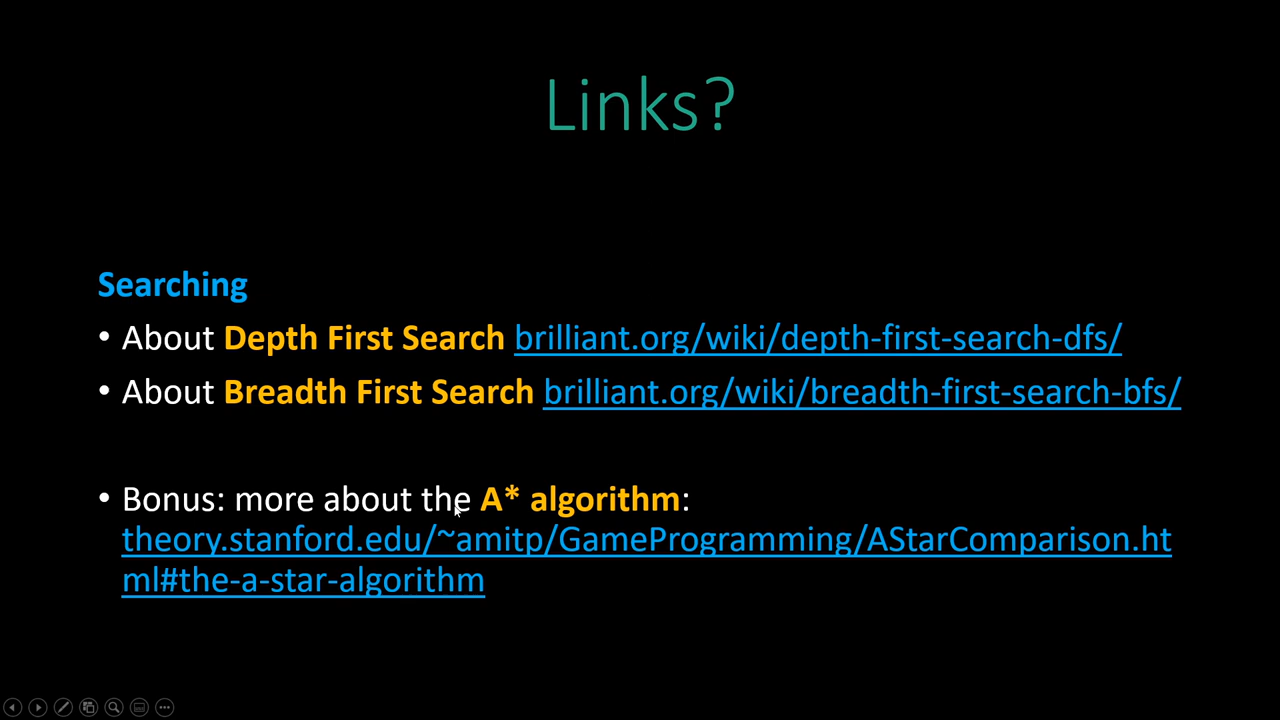 Links?
Searching
• About Depth First Search brilliant.org/wiki/depth-first-search-dfs/
• About Breadth First Search brilliant.org/wiki/breadth-first-search-bfs/
• Bonus: more about the A* algorithm:
theory.stanford.edu/~amitp/GameProgramming/AStarComparison.ht
ml#the-a-star-algorithm